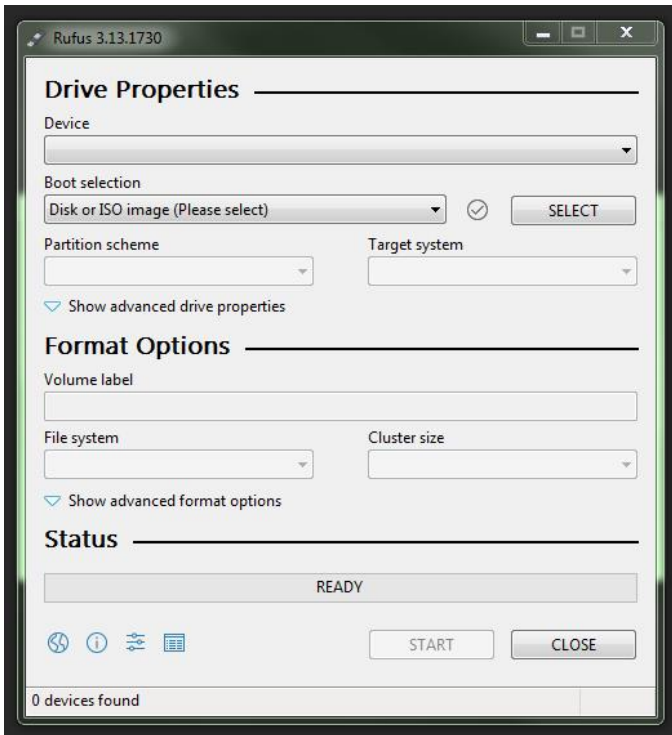 Rufus 3.13.1730
Drive Properties
Device
Boot selection
Disk or ISO image (Please select)
SELECT
Partition scheme
Target system
Show advanced drive properties
Format Options
Volume label
File system
Cluster size
Show advanced format options
Status
READY
START
CLOSE
0 devices found